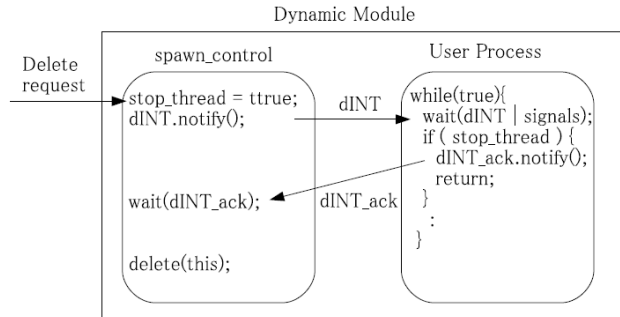 Dynamic Module
spawn_control
User Process
Delete
request
stop_thread = ttrue;
dINT.notify();
wait(dINT_ack);
delete(this);
dINT
dINT_ack
while(true){
wait(dINT | signals);
if ( stop_thread ) {
dINT_ack.notify();
return;
}
:
}